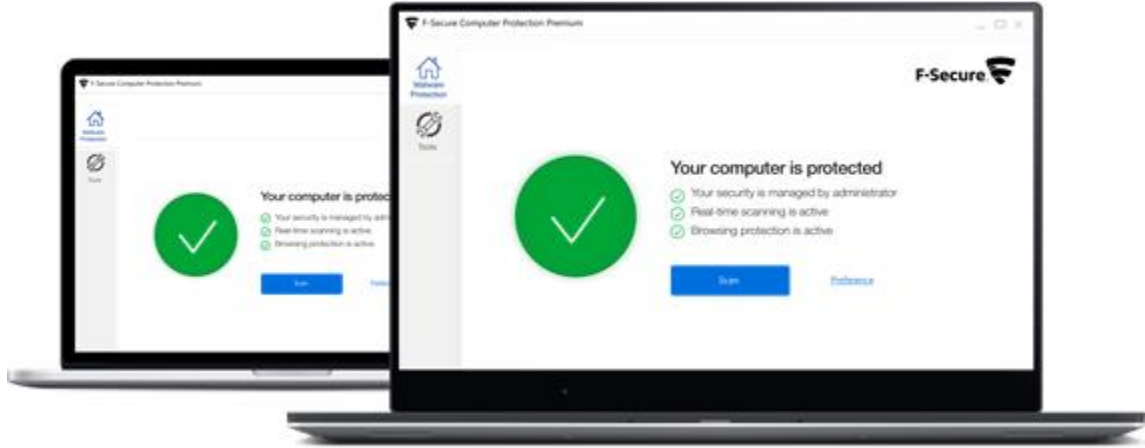 F-Secure Computer Protection Premium
Malware
Protection
Tools
Your computer is protec
Your security is managed by adm
Real-time scanning is active
Browsing protection is active
Scan
F-Secure Computer Protection Premium
Malware
Protection
Tools
F-Secure
Your computer is protected
Your security is managed by administrator
Real-time scanning is active
Browsing protection is active
Scan
Preference